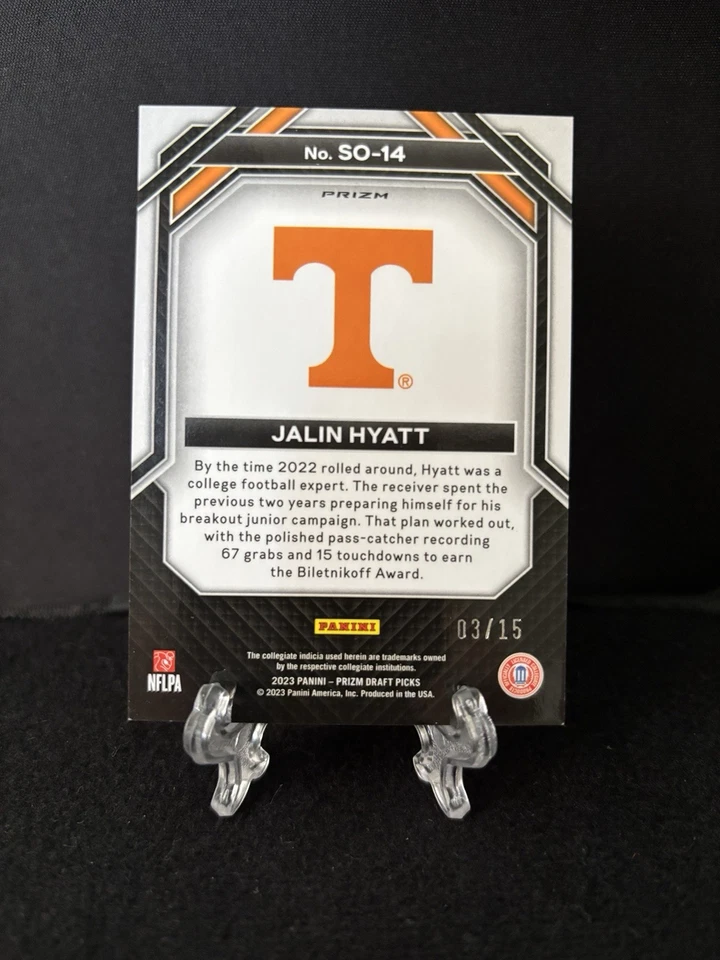 No. SO-14
PRIZM
T®
JALIN HYATT
By the time 2022 rolled around, Hyatt was a
college football expert. The receiver spent the
previous two years preparing himself for his
breakout junior campaign. That plan worked out,
with the polished pass-catcher recording
67 grabs and 15 touchdowns to earn
the Biletnikoff Award.
PANINI
03/15
The collegiate indicia used herein are trademarks owned
by the respective collegiate institutions.
2023 PANINI – PRIZM DRAFT PICKS
© 2023 Panini America, Inc. Produced in the USA.
NFLPA